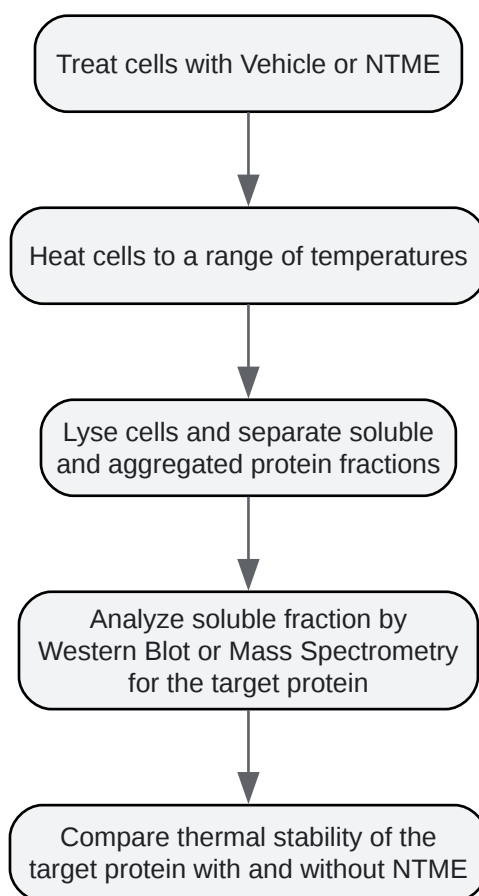 Treat cells with Vehicle or NTME
Heat cells to a range of temperatures
Lyse cells and separate soluble
and aggregated protein fractions
Analyze soluble fraction by
Western Blot or Mass Spectrometry
for the target protein
Compare thermal stability of the
target protein with and without NTME